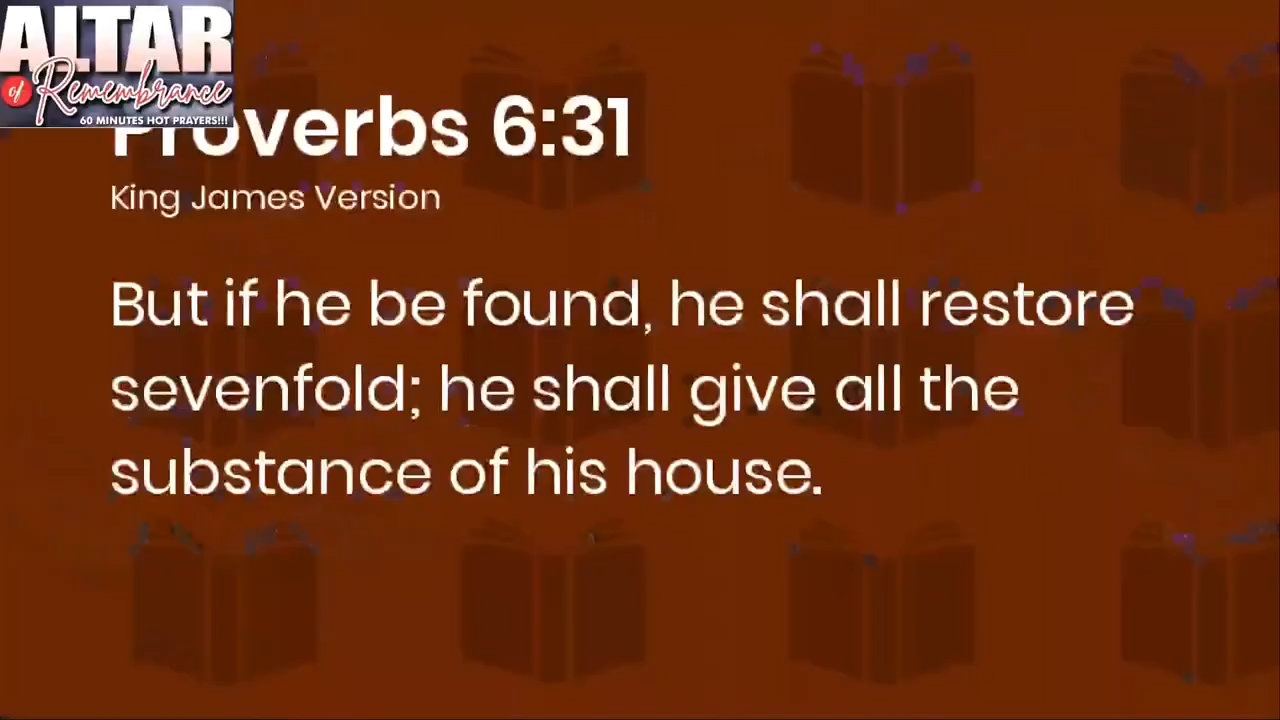 ALTAR
of Remembrance
60 MINUTES HOT PRAYERS!!!
Proverbs 6:31
King James Version
But if he be found, he shall restore
sevenfold; he shall give all the
substance of his house.